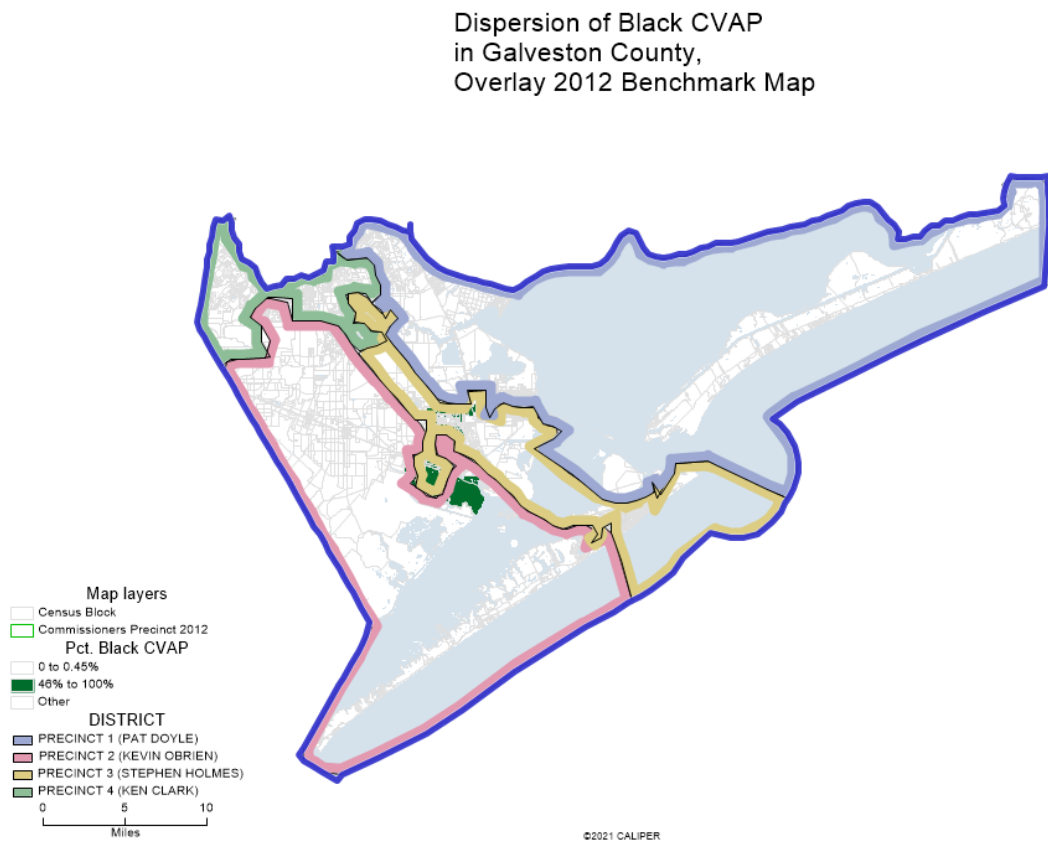 Dispersion of Black CVAP
in Galveston County,
Overlay 2012 Benchmark Map
Map layers
Census Block
Commissioners Precinct 2012
Pct. Black CVAP
0 to 0.45%
46% to 100%
Other
DISTRICT
PRECINCT 1 (PAT DOYLE)
PRECINCT 2 (KEVIN OBRIEN)
PRECINCT 3 (STEPHEN HOLMES)
PRECINCT 4 (KEN CLARK)
0 5 10
Miles
©2021 CALIPER